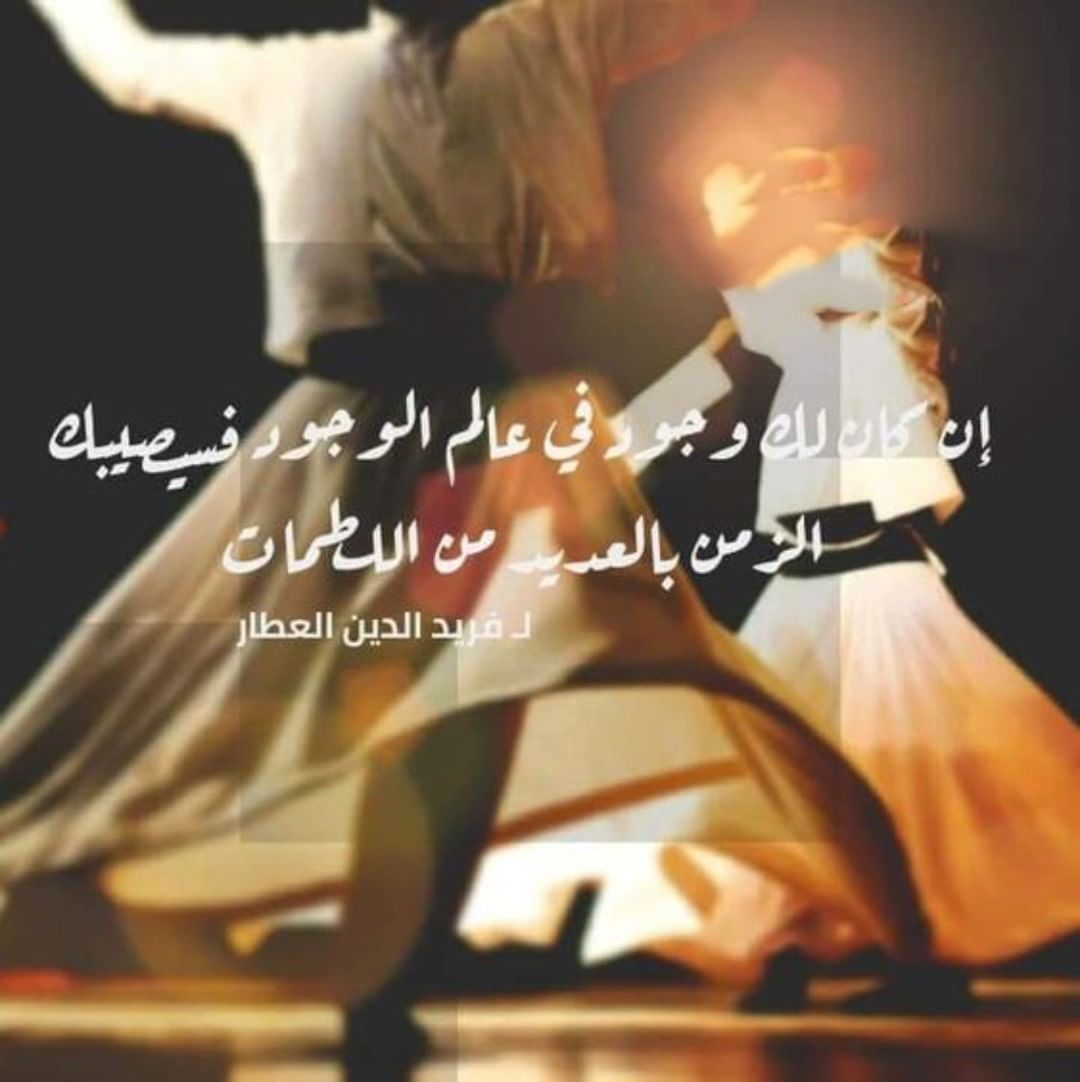 إن كان لك وجود في عالم الوجود فسيصيبك
الزمن بالعديد من اللطمات
لـ فريد الدين العطار